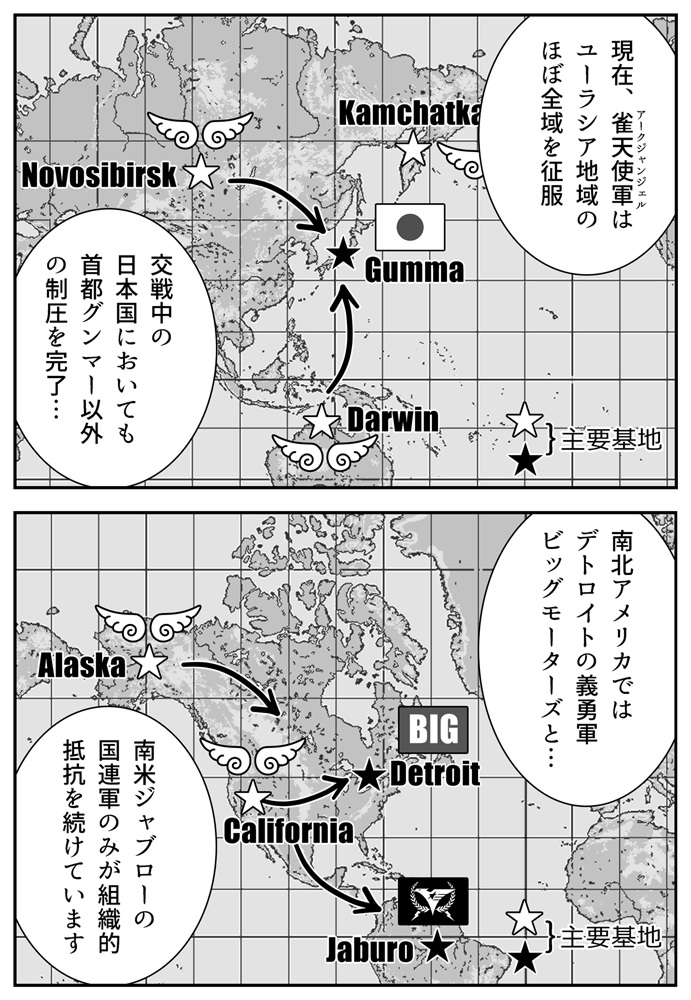 現在、雀天使軍は
アークジャンジェル
ユーラシア地域の
ほぼ全域を征服
Kamchatka
Novosibirsk
Gumma
交戦中の
日本国においても
首都グンマー以外
の制圧を完了…
Darwin
主要基地
南北アメリカでは
デトロイトの義勇軍
ビッグモーターズと…
Alaska
BIG
Detroit
California
南米ジャブローの
国連軍のみが組織的
抵抗を続けています
Jaburo
主要基地